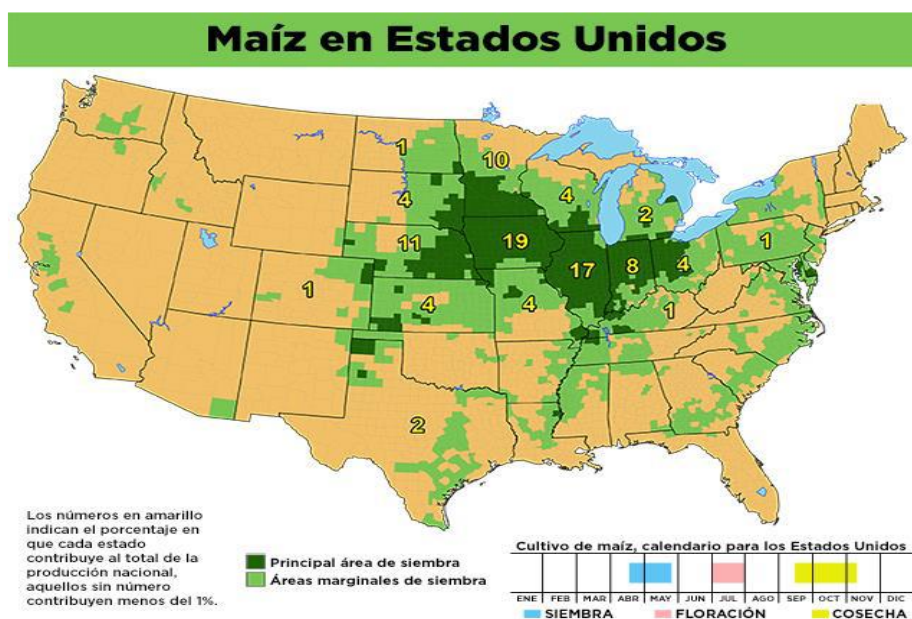 Maíz en Estados Unidos
1
10
4
4
2
11
19
1
17
8
4
1
4
4
1
2
Los números en amarillo
indican el porcentaje en
que cada estado
contribuye al total de la
producción nacional,
aquellos sin número
contribuyen menos del 1%.
Principal área de siembra
Áreas marginales de siembra
Cultivo de maíz, calendario para los Estados Unidos
ENE FEB MAR ABR MAY JUN JUL AGO SEP OCT NOV DIC
SIEMBRA FLORACIÓN COSECHA